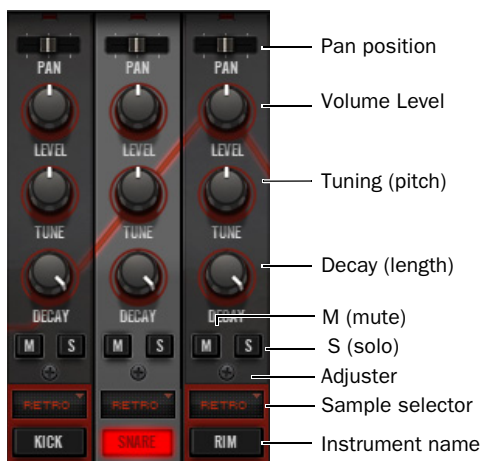 PAN PAN PAN Pan position
LEVEL LEVEL LEVEL Volume Level
TUNE TUNE TUNE Tuning (pitch)
DECAY DECAY DECAY Decay (length)
M (mute)
M S M S M S S (solo)
Adjuster
RETRO RETRO RETRO Sample selector
KICK SNARE RIM Instrument name